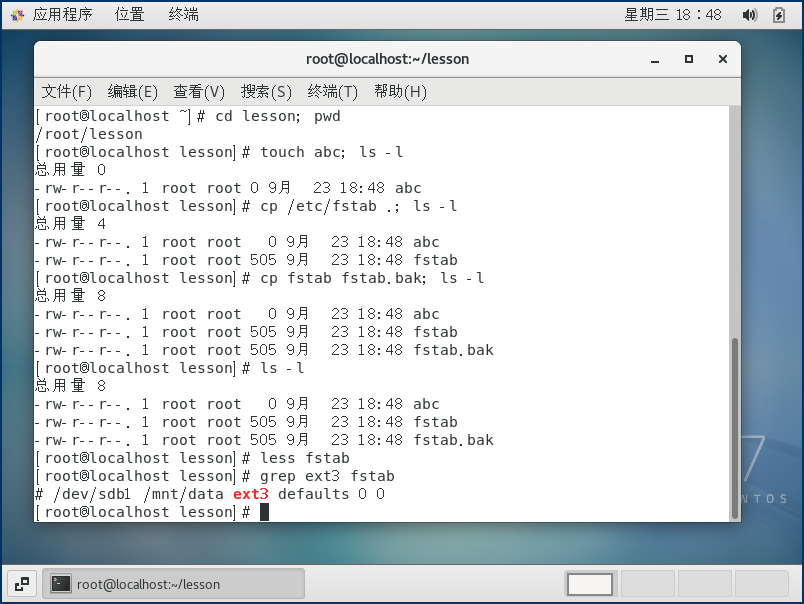 应用程序 位置 终端 星期三 18：48
root@localhost:~/lesson
文件(F) 编辑(E) 查看(V) 搜索(S) 终端(T) 帮助(H)
[root@localhost ~]# cd lesson; pwd
/root/lesson
[root@localhost lesson]# touch abc; ls -l
总用量 0
-rw-r--r--. 1 root root 0 9月  23 18:48 abc
[root@localhost lesson]# cp /etc/fstab .; ls -l
总用量 4
-rw-r--r--. 1 root root   0 9月  23 18:48 abc
-rw-r--r--. 1 root root 505 9月  23 18:48 fstab
[root@localhost lesson]# cp fstab fstab.bak; ls -l
总用量 8
-rw-r--r--. 1 root root   0 9月  23 18:48 abc
-rw-r--r--. 1 root root 505 9月  23 18:48 fstab
-rw-r--r--. 1 root root 505 9月  23 18:48 fstab.bak
[root@localhost lesson]# ls -l
总用量 8
-rw-r--r--. 1 root root   0 9月  23 18:48 abc
-rw-r--r--. 1 root root 505 9月  23 18:48 fstab
-rw-r--r--. 1 root root 505 9月  23 18:48 fstab.bak
[root@localhost lesson]# less fstab
[root@localhost lesson]# grep ext3 fstab
# /dev/sdb1 /mnt/data ext3 defaults 0 0
[root@localhost lesson]#
7
NTOS
root@localhost:~/lesson